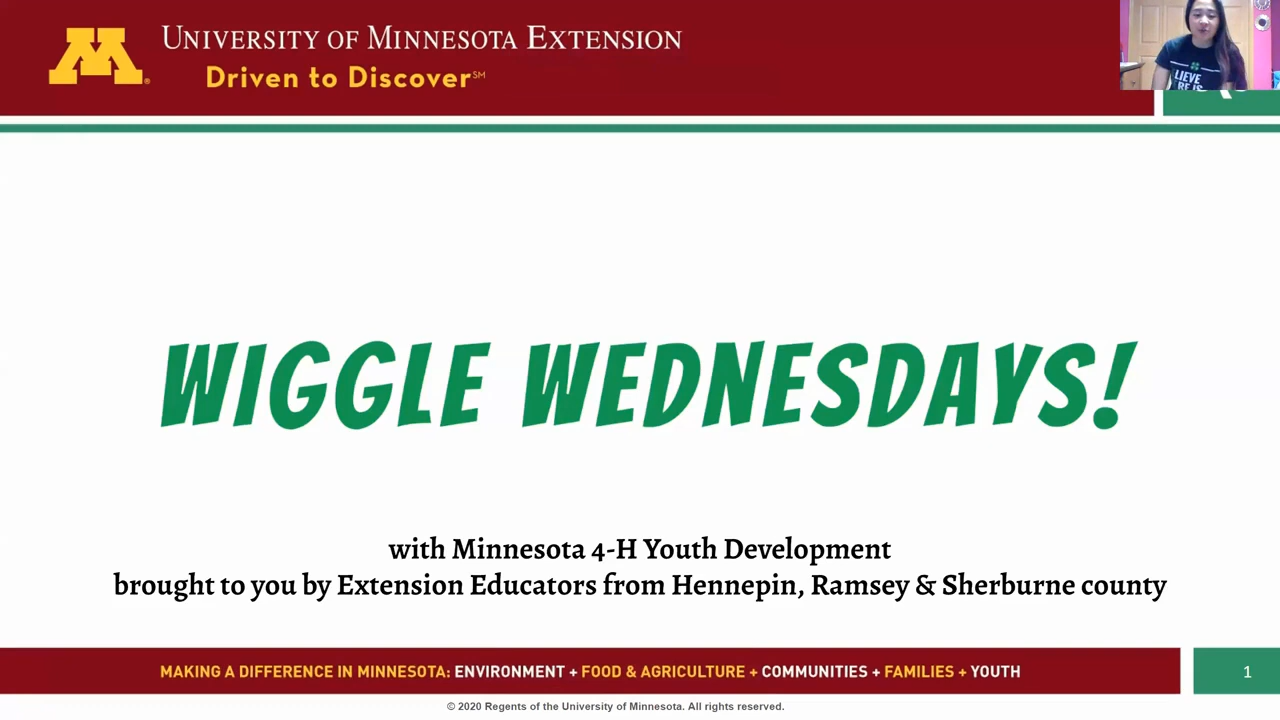 UNIVERSITY OF MINNESOTA EXTENSION
Driven to Discover℠
LIEVE
WIGGLE WEDNESDAYS!
with Minnesota 4-H Youth Development
brought to you by Extension Educators from Hennepin, Ramsey & Sherburne county
MAKING A DIFFERENCE IN MINNESOTA: ENVIRONMENT + FOOD & AGRICULTURE + COMMUNITIES + FAMILIES + YOUTH
1
© 2020 Regents of the University of Minnesota. All rights reserved.